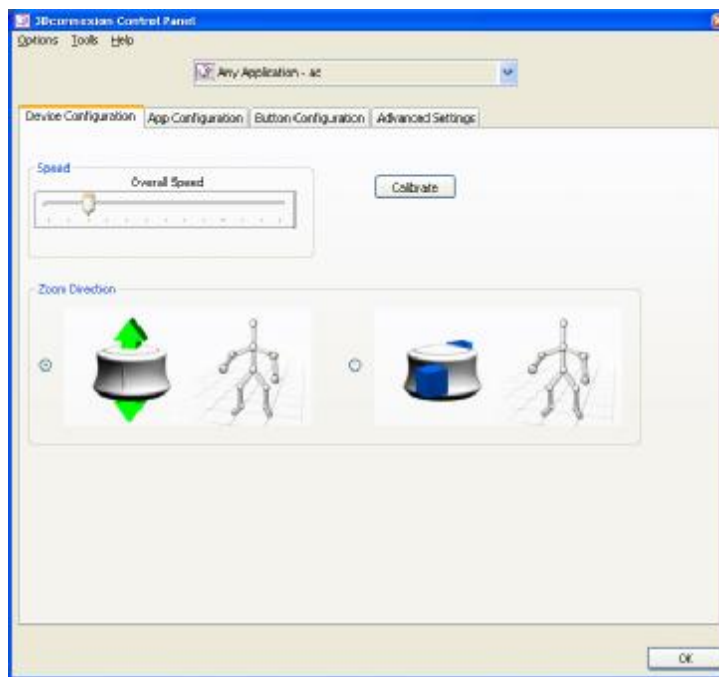 3Dconnexion Control Panel
Options Tools Help
Any Application - ac
Device Configuration App Configuration Button Configuration Advanced Settings
Speed
Overall Speed
Calibrate
Zoom Direction
OK